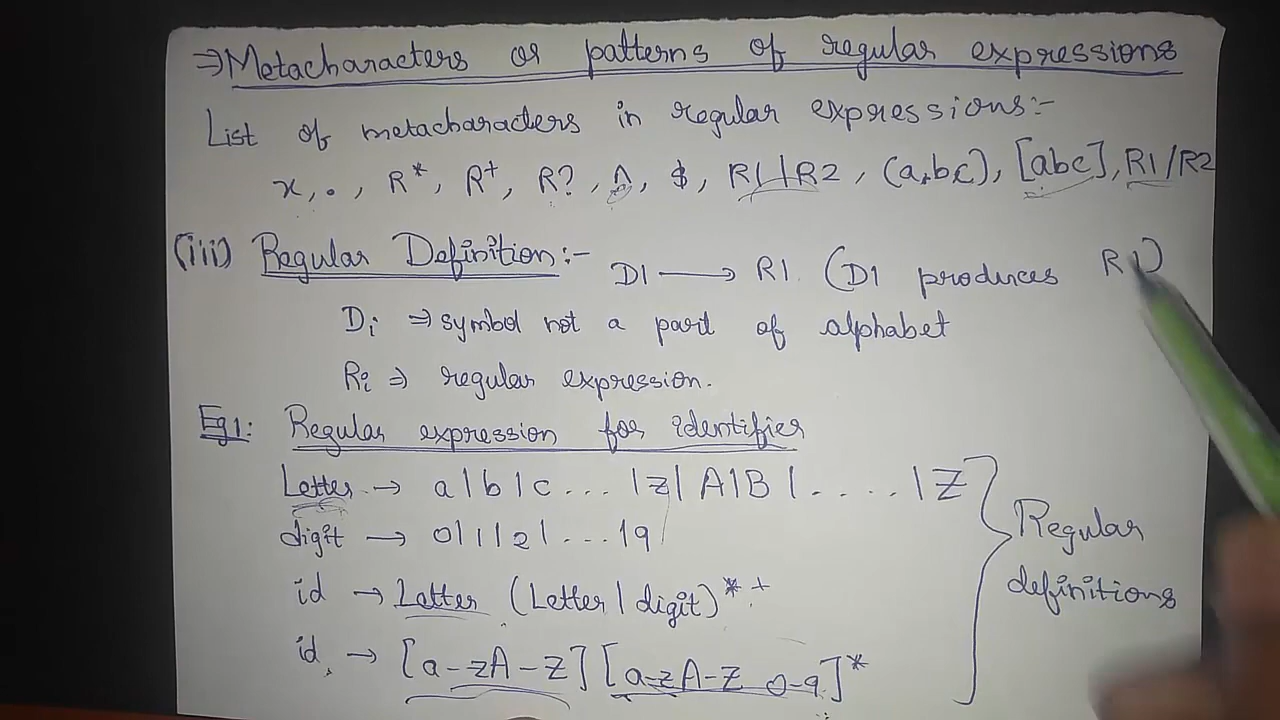 ⇒ Metacharacters or patterns of regular expressions
List of metacharacters in regular expressions:-
x, ., R*, R+, R?, ^, $, R1|R2, (a,b,c), [abc], R1/R2
(iii) Regular Definition:- D1 → R1. (D1 produces R1)
Di ⇒ symbol not a part of alphabet
Ri ⇒ regular expression.
Eg1: Regular expression for identifier
Letter → a|b|c...|z|A|B|.....|Z
digit → 0|1|2|...|9
id → Letter (Letter|digit)* +
id → [a-zA-Z][a-zA-Z 0-9]*
Regular
definitions